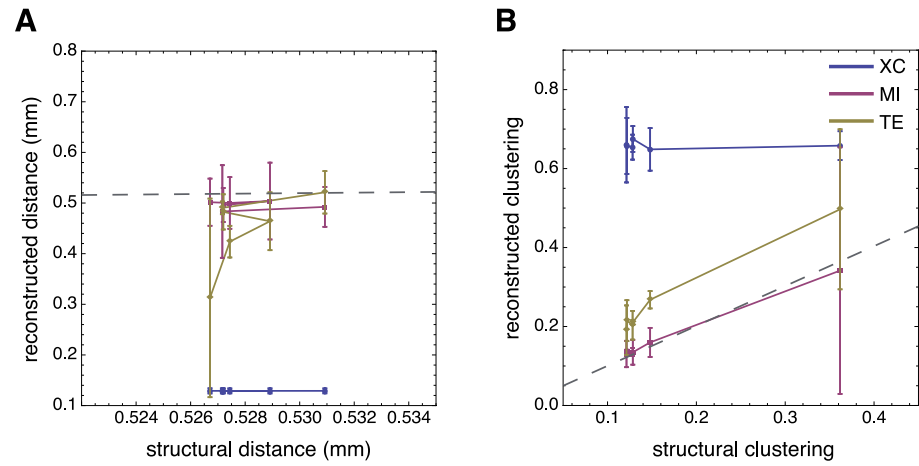 A
B
0.8
0.7
0.6
0.5
0.4
0.3
0.2
0.1
reconstructed distance (mm)
0.524 0.526 0.528 0.530 0.532 0.534
structural distance (mm)
0.8
0.6
0.4
0.2
0.0
reconstructed clustering
XC
MI
TE
0.1 0.2 0.3 0.4
structural clustering